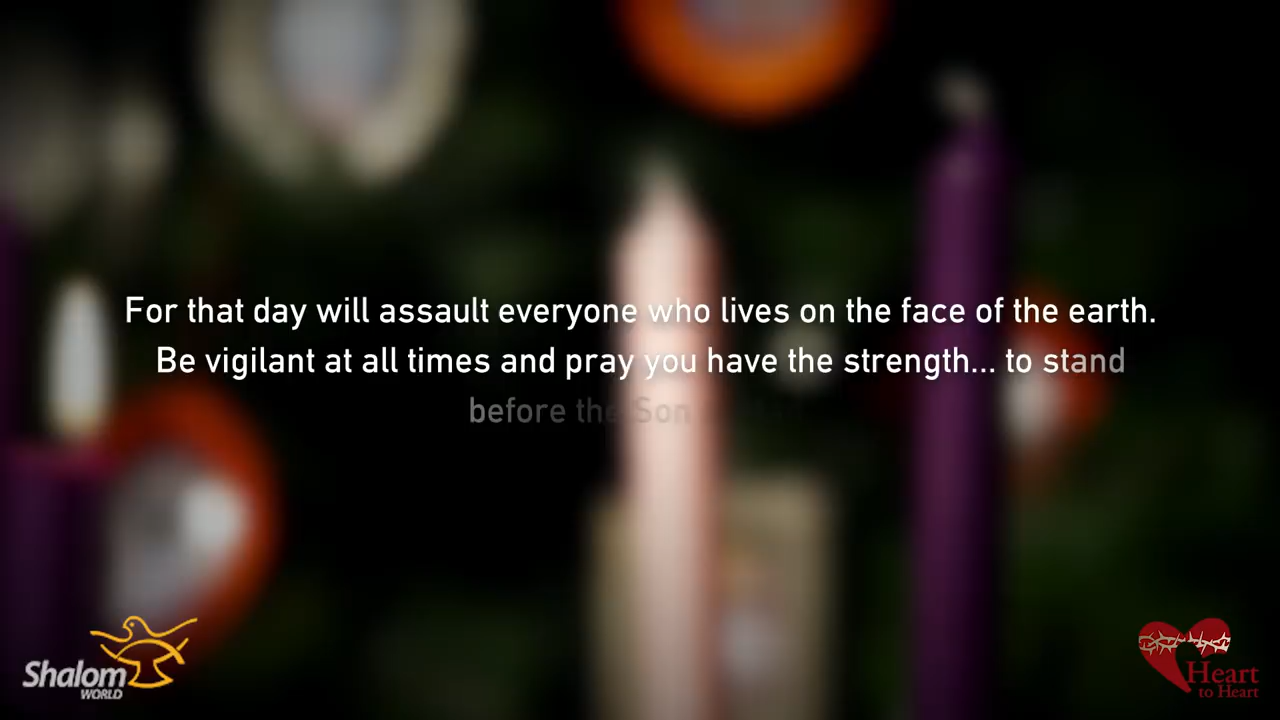 For that day will assault everyone who lives on the face of the earth.
Be vigilant at all times and pray you have the strength... to stand
before the Son
Shalom
WORLD
Heart
to Heart